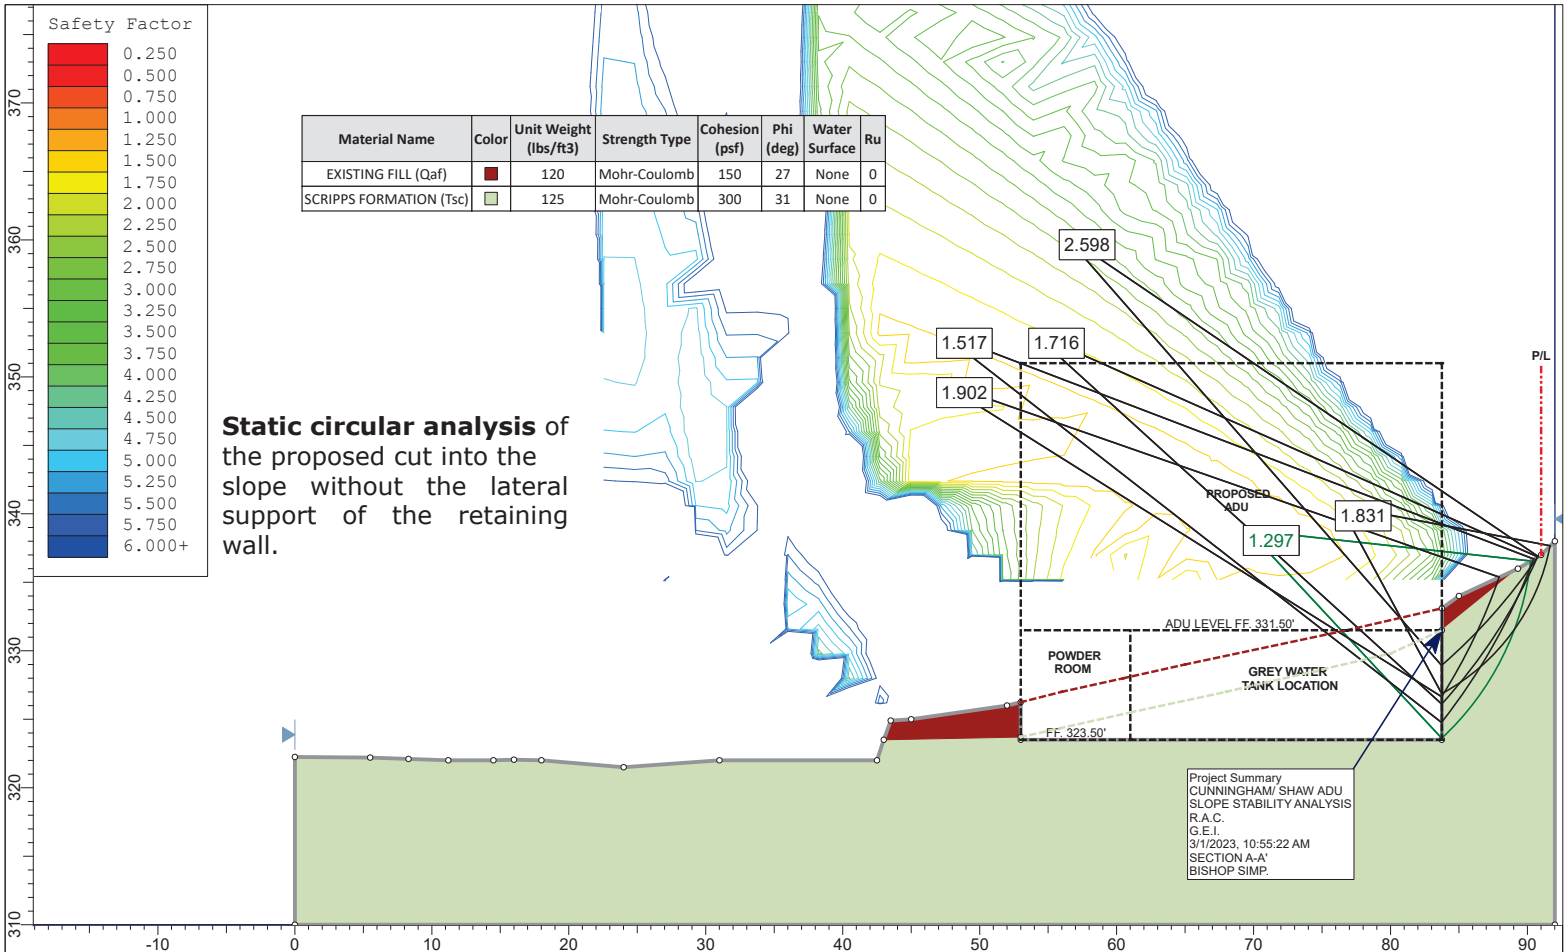 Safety Factor
0.250
0.500
0.750
1.000
1.250
1.500
1.750
2.000
2.250
2.500
2.750
3.000
3.250
3.500
3.750
4.000
4.250
4.500
4.750
5.000
5.250
5.500
5.750
6.000+
Material Name Color Unit Weight (lbs/ft3) Strength Type Cohesion (psf) Phi (deg) Water Surface Ru
EXISTING FILL (Qaf) 120 Mohr-Coulomb 150 27 None 0
SCRIPPS FORMATION (Tsc) 125 Mohr-Coulomb 300 31 None 0
Static circular analysis of
the proposed cut into the
slope without the lateral
support of the retaining
wall.
2.598
1.517
1.716
1.902
P/L
PROPOSED
ADU
1.831
1.297
ADU LEVEL FF. 331.50'
POWDER
ROOM
GREY WATER
TANK LOCATION
FF. 323.50'
Project Summary
CUNNINGHAM/ SHAW ADU
SLOPE STABILITY ANALYSIS
R.A.C.
G.E.I.
3/1/2023, 10:55:22 AM
SECTION A-A'
BISHOP SIMP.
370
360
350
340
330
320
310
-10 0 10 20 30 40 50 60 70 80 90